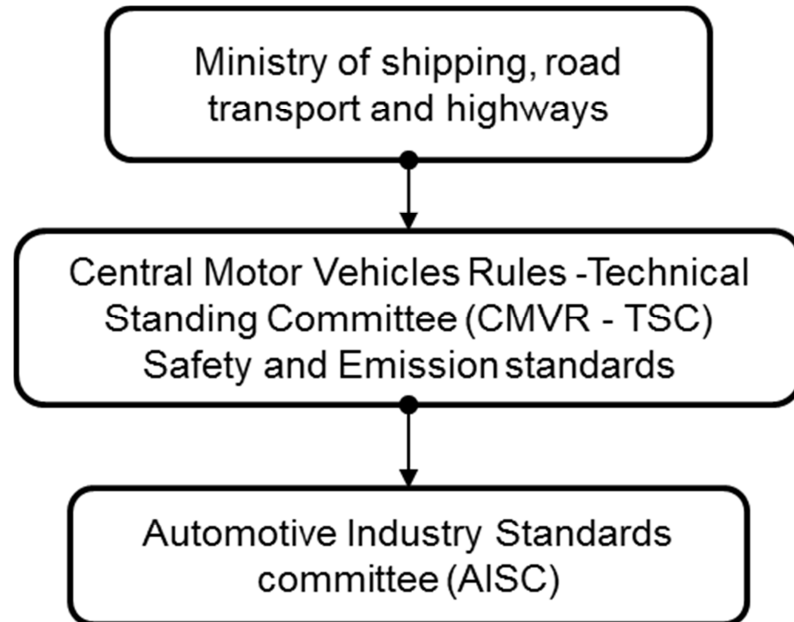 Ministry of shipping, road
transport and highways
Central Motor Vehicles Rules -Technical
Standing Committee (CMVR - TSC)
Safety and Emission standards
Automotive Industry Standards
committee (AISC)